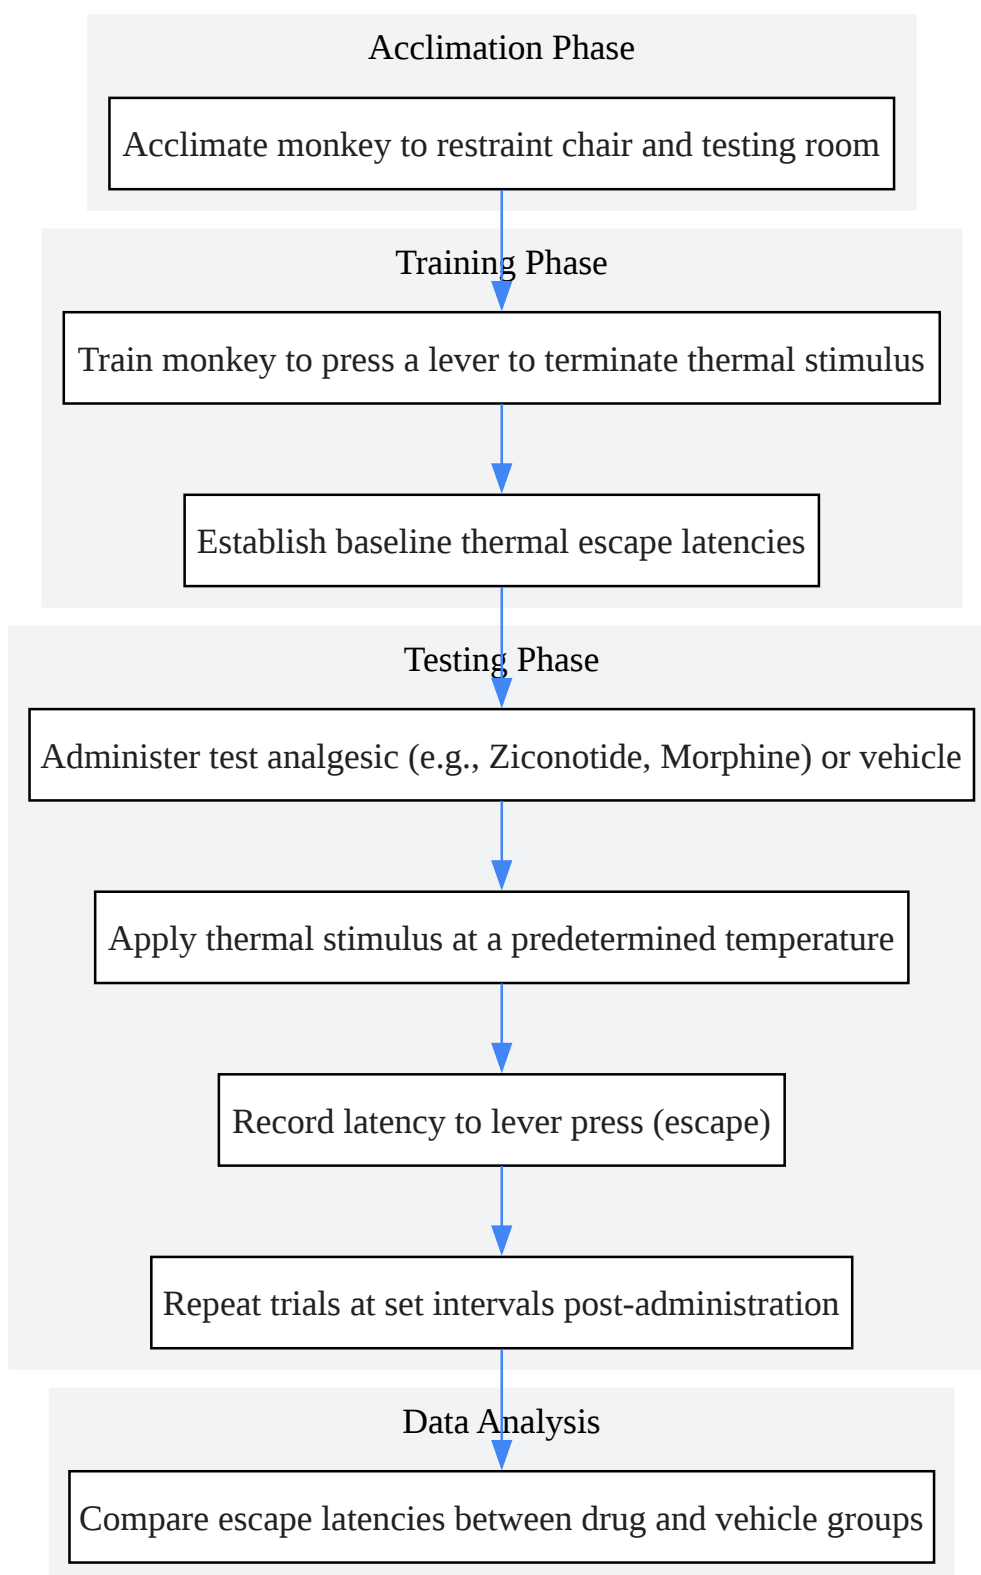 Acclimation Phase
Acclimate monkey to restraint chair and testing room
Training Phase
Train monkey to press a lever to terminate thermal stimulus
Establish baseline thermal escape latencies
Testing Phase
Administer test analgesic (e.g., Ziconotide, Morphine) or vehicle
Apply thermal stimulus at a predetermined temperature
Record latency to lever press (escape)
Repeat trials at set intervals post-administration
Data Analysis
Compare escape latencies between drug and vehicle groups